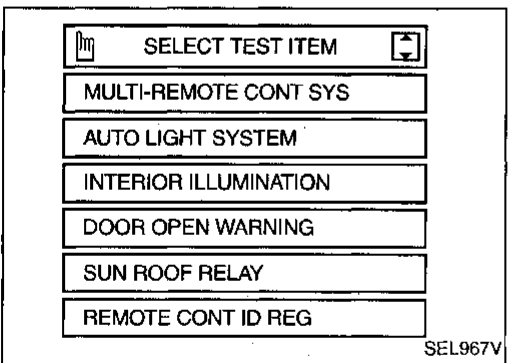 SELECT TEST ITEM
MULTI-REMOTE CONT SYS
AUTO LIGHT SYSTEM
INTERIOR ILLUMINATION
DOOR OPEN WARNING
SUN ROOF RELAY
REMOTE CONT ID REG
SEL967V